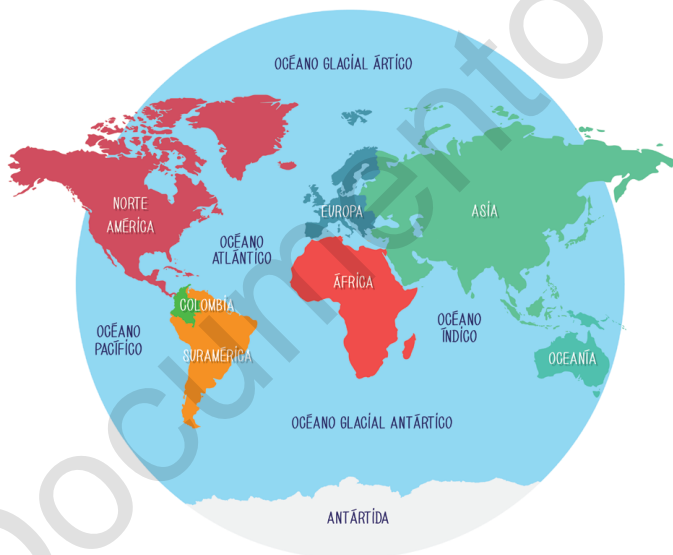 OCÉANO GLACIAL ÁRTICO
NORTE
AMÉRICA
EUROPA
ASIA
OCÉANO
ATLÁNTICO
ÁFRICA
COLOMBIA
OCÉANO
PACÍFICO
OCÉANO
ÍNDICO
SURAMÉRICA
OCEANÍA
OCÉANO GLACIAL ANTÁRTICO
ANTÁRTIDA
Documento